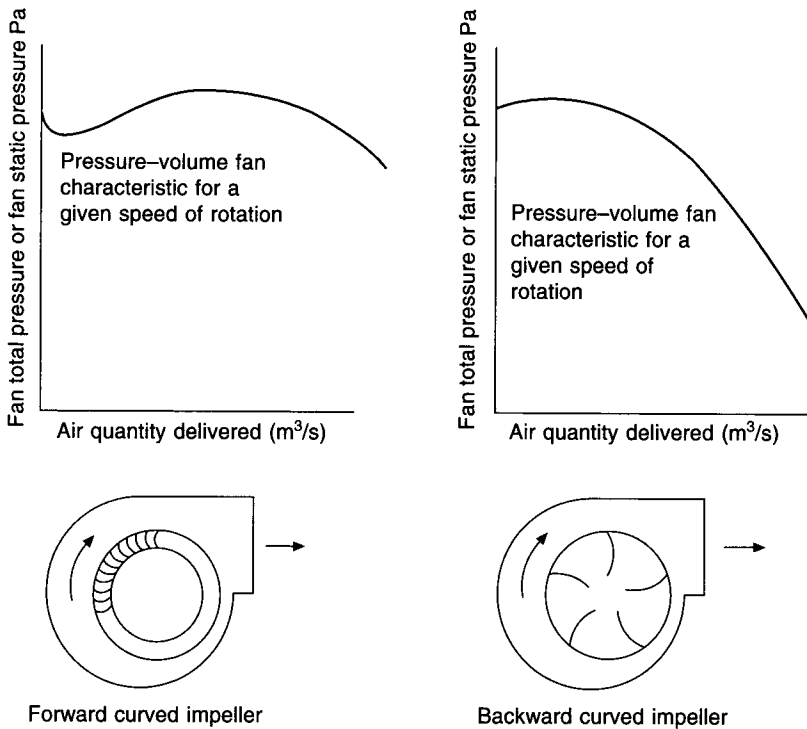 Fan total pressure or fan static pressure Pa
Pressure–volume fan
characteristic for a
given speed of rotation
Air quantity delivered (m³/s)
Forward curved impeller
Fan total pressure or fan static pressure Pa
Pressure–volume fan
characteristic for a
given speed of
rotation
Air quantity delivered (m³/s)
Backward curved impeller